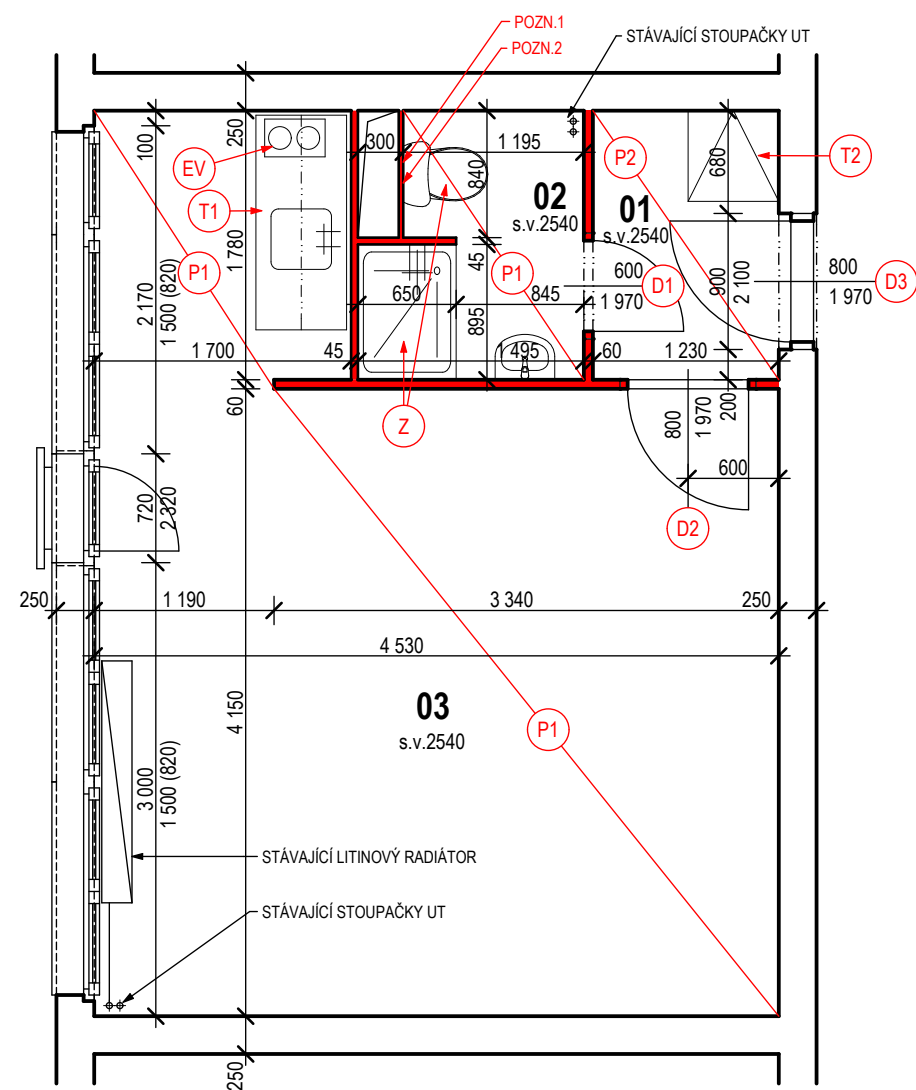 POZN.1
POZN.2
STÁVAJÍCÍ STOUPAČKY UT
100
250
EV
T1
300
1 195
840
02
s.v.2540
P2
01
s.v.2540
680
T2
P1
1 780
2 170
1 500 (820)
45
P1
600
1 970
D1
900
2 100
800
1 970
D3
650
845
895
1 700
45
1 495
60
1 230
60
Z
800
1 970
200
600
D2
720
2 320
250
1 190
3 340
250
4 530
4 150
03
s.v.2540
P1
3 000
1 500 (820)
STÁVAJÍCÍ LITINOVÝ RADIÁTOR
STÁVAJÍCÍ STOUPAČKY UT
250